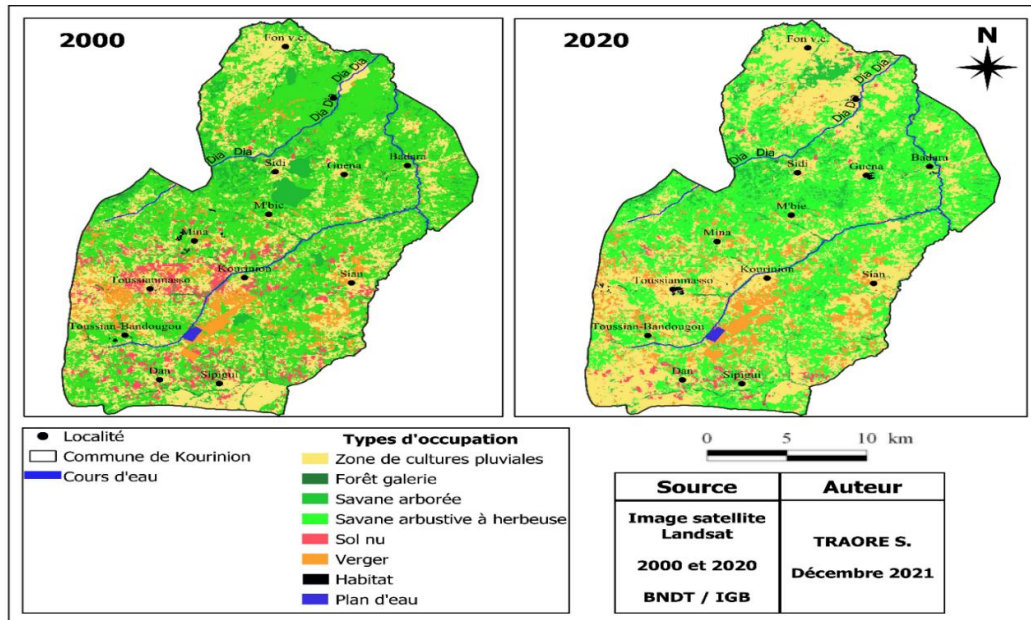 2000
Fon v.c.
Dia Dia
Dia D
Dia Dia
Sidi
Guena
Badara
M'bie
Mina
Kourinion
Sian
Toussianmasso
Toussian-Bandougou
Dan
Sipigui
2020
N
Fon v.c.
Dia Dia
Dia D
Dia Dia
Sidi
Guena
Badara
M'bie
Mina
Kourinion
Sian
Toussianmasso
Toussian-Bandougou
Dan
Sipigui
Localité
Commune de Kourinion
Cours d'eau
Types d'occupation
Zone de cultures pluviales
Forêt galerie
Savane arborée
Savane arbustive à herbeuse
Sol nu
Verger
Habitat
Plan d'eau
0 5 10 km
Source
Image satellite
Landsat
2000 et 2020
BNDT / IGB
Auteur
TRAORE S.
Décembre 2021